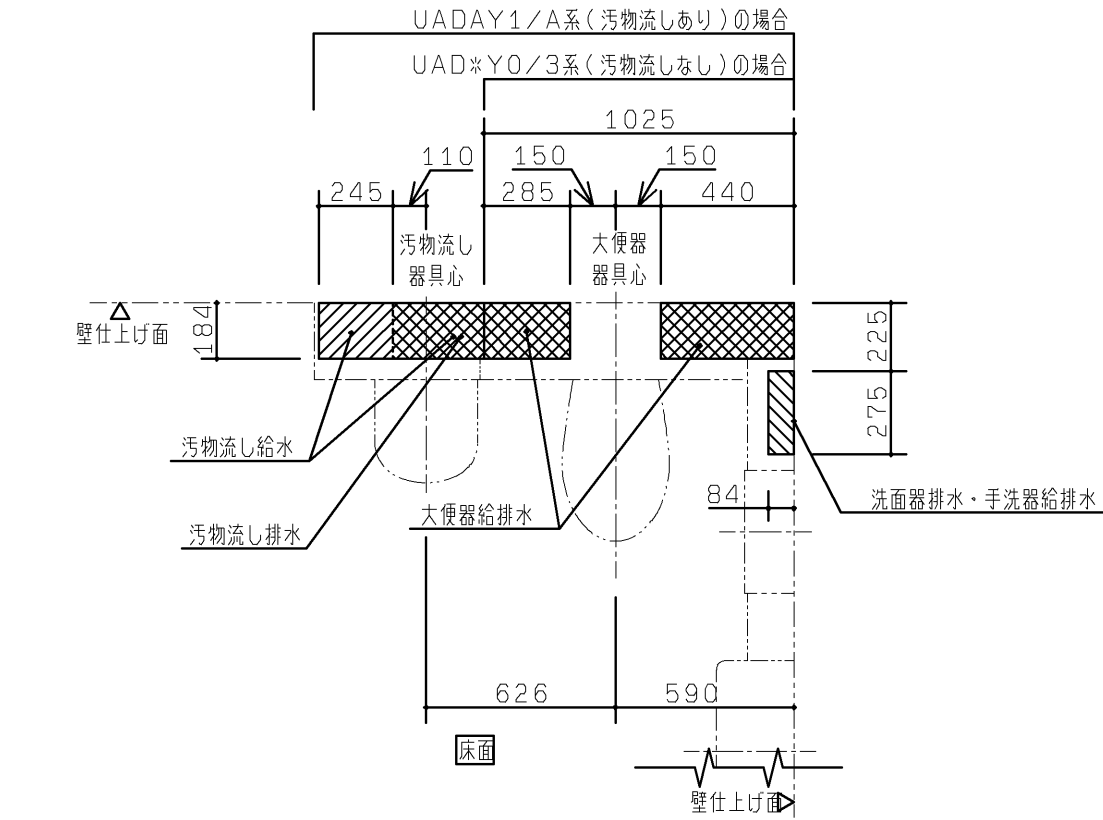 UADAY1/A系(汚物流しあり)の場合
UAD*Y0/3系(汚物流しなし)の場合
1025
110
150
150
245
285
440
汚物流し
器具心
大便器
器具心
壁仕上げ面
184
225
275
汚物流し給水
84
洗面器排水・手洗器給排水
大便器給排水
汚物流し排水
626
590
床面
壁仕上げ面